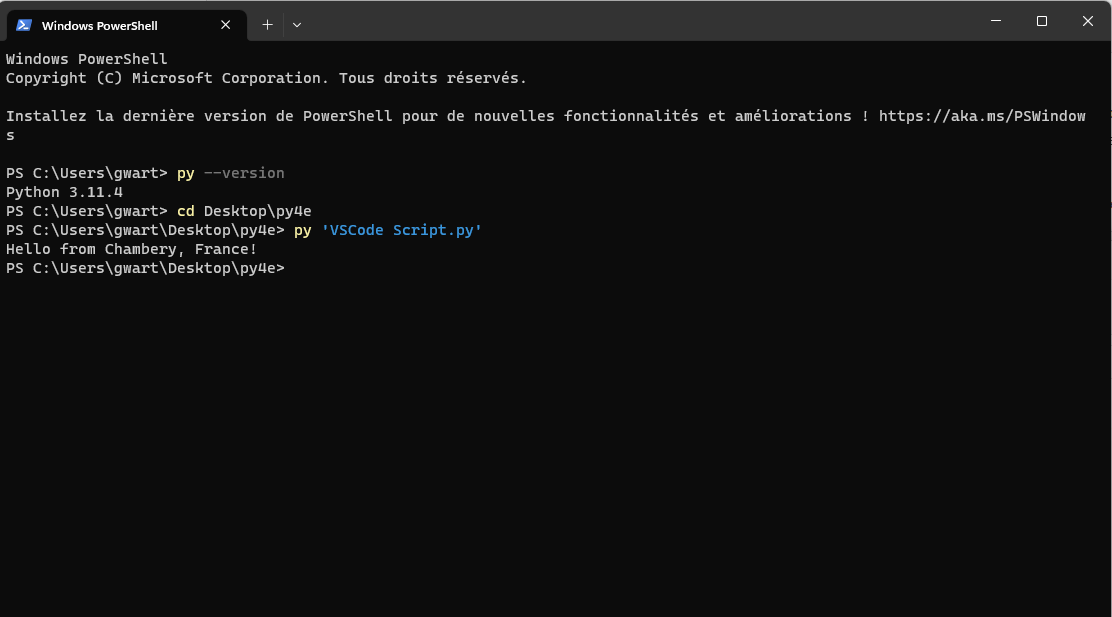 Windows PowerShell
Windows PowerShell
Copyright (C) Microsoft Corporation. Tous droits réservés.
Installez la dernière version de PowerShell pour de nouvelles fonctionnalités et améliorations ! https://aka.ms/PSWindow
s
PS C:\Users\gwart> py --version
Python 3.11.4
PS C:\Users\gwart> cd Desktop\py4e
PS C:\Users\gwart\Desktop\py4e> py 'VSCode Script.py'
Hello from Chambery, France!
PS C:\Users\gwart\Desktop\py4e>